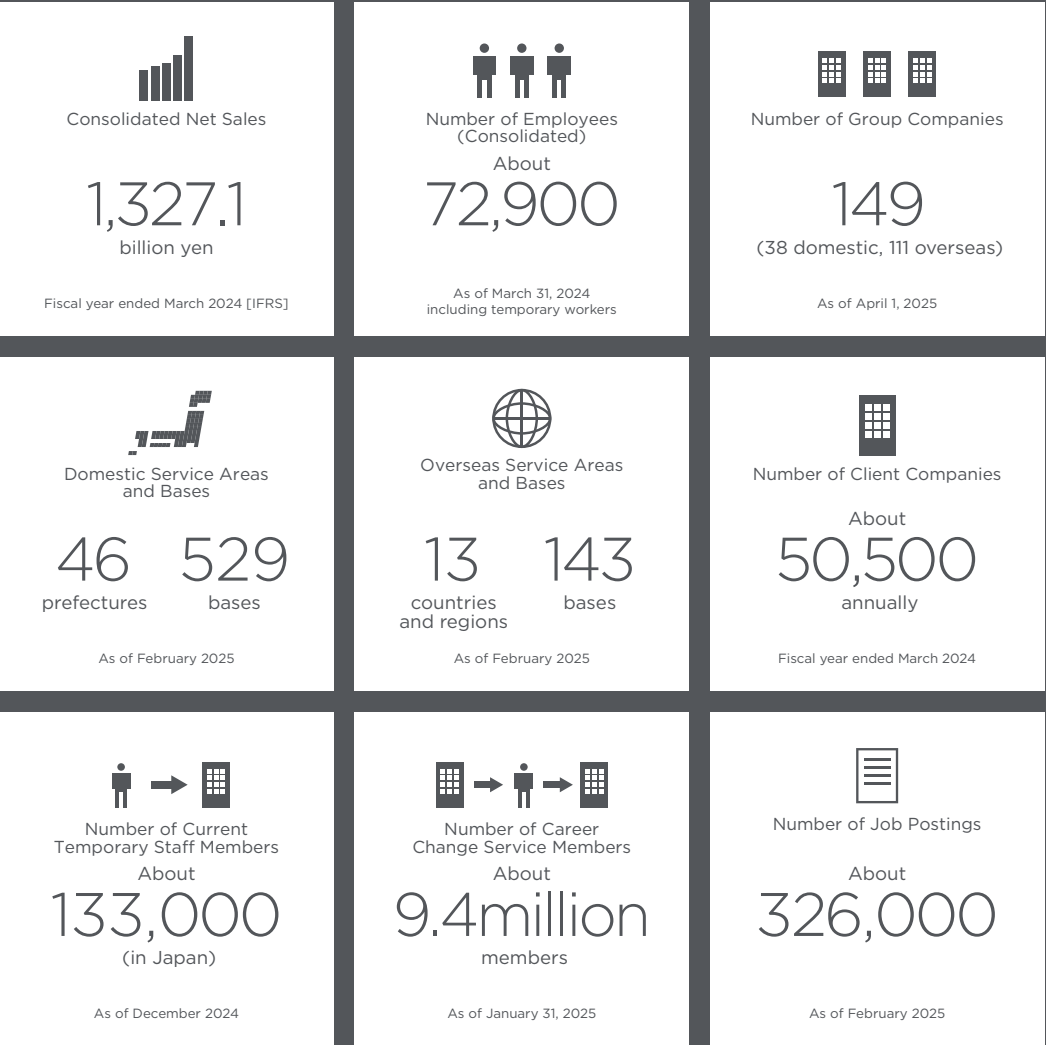 Consolidated Net Sales
1,327.1
billion yen
Fiscal year ended March 2024 [IFRS]
Number of Employees
(Consolidated)
About
72,900
As of March 31, 2024
including temporary workers
Number of Group Companies
149
(38 domestic, 111 overseas)
As of April 1, 2025
Domestic Service Areas
and Bases
46 529
prefectures bases
As of February 2025
Overseas Service Areas
and Bases
13 143
countries bases
and regions
As of February 2025
Number of Client Companies
About
50,500
annually
Fiscal year ended March 2024
Number of Current
Temporary Staff Members
About
133,000
(in Japan)
As of December 2024
Number of Career
Change Service Members
About
9.4million
members
As of January 31, 2025
Number of Job Postings
About
326,000
As of February 2025